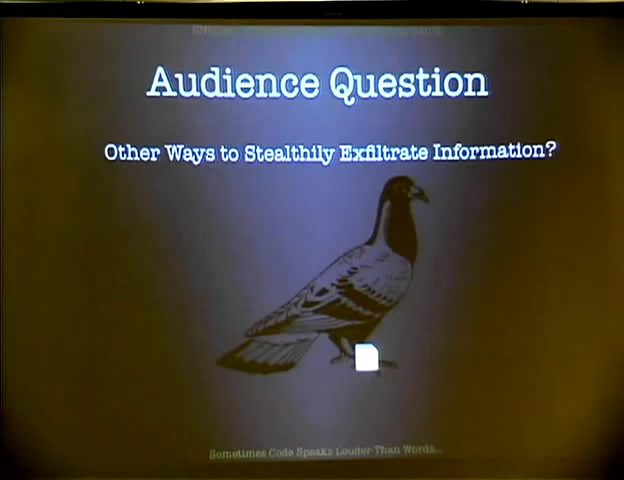 Audience Question
Other Ways to Stealthily Exfiltrate Information?
Sometimes Code Speaks Louder Than Words...